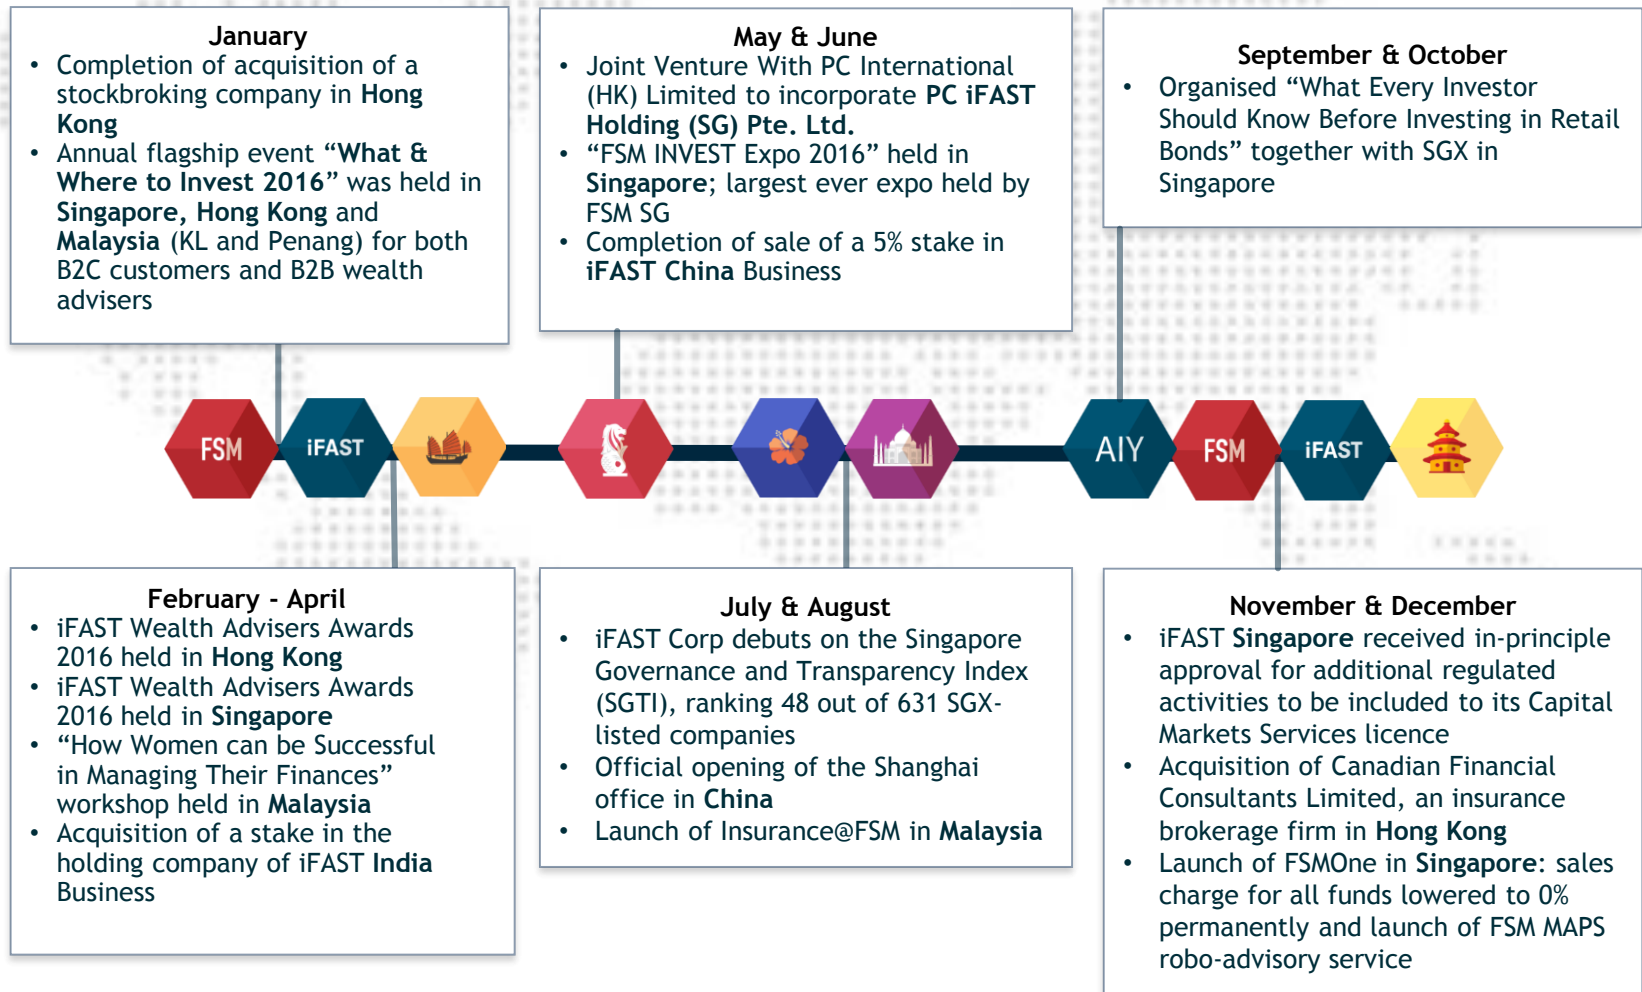 January
• Completion of acquisition of a
stockbroking company in Hong
Kong
• Annual flagship event “What &
Where to Invest 2016” was held in
Singapore, Hong Kong and
Malaysia (KL and Penang) for both
B2C customers and B2B wealth
advisers
May & June
• Joint Venture With PC International
(HK) Limited to incorporate PC iFAST
Holding (SG) Pte. Ltd.
• “FSM INVEST Expo 2016” held in
Singapore; largest ever expo held by
FSM SG
• Completion of sale of a 5% stake in
iFAST China Business
September & October
• Organised “What Every Investor
Should Know Before Investing in Retail
Bonds” together with SGX in
Singapore
FSM
iFAST
AIY
FSM
iFAST
February - April
• iFAST Wealth Advisers Awards
2016 held in Hong Kong
• iFAST Wealth Advisers Awards
2016 held in Singapore
• “How Women can be Successful
in Managing Their Finances”
workshop held in Malaysia
• Acquisition of a stake in the
holding company of iFAST India
Business
July & August
• iFAST Corp debuts on the Singapore
Governance and Transparency Index
(SGTI), ranking 48 out of 631 SGX-
listed companies
• Official opening of the Shanghai
office in China
• Launch of Insurance@FSM in Malaysia
November & December
• iFAST Singapore received in-principle
approval for additional regulated
activities to be included to its Capital
Markets Services licence
• Acquisition of Canadian Financial
Consultants Limited, an insurance
brokerage firm in Hong Kong
• Launch of FSMOne in Singapore: sales
charge for all funds lowered to 0%
permanently and launch of FSM MAPS
robo-advisory service